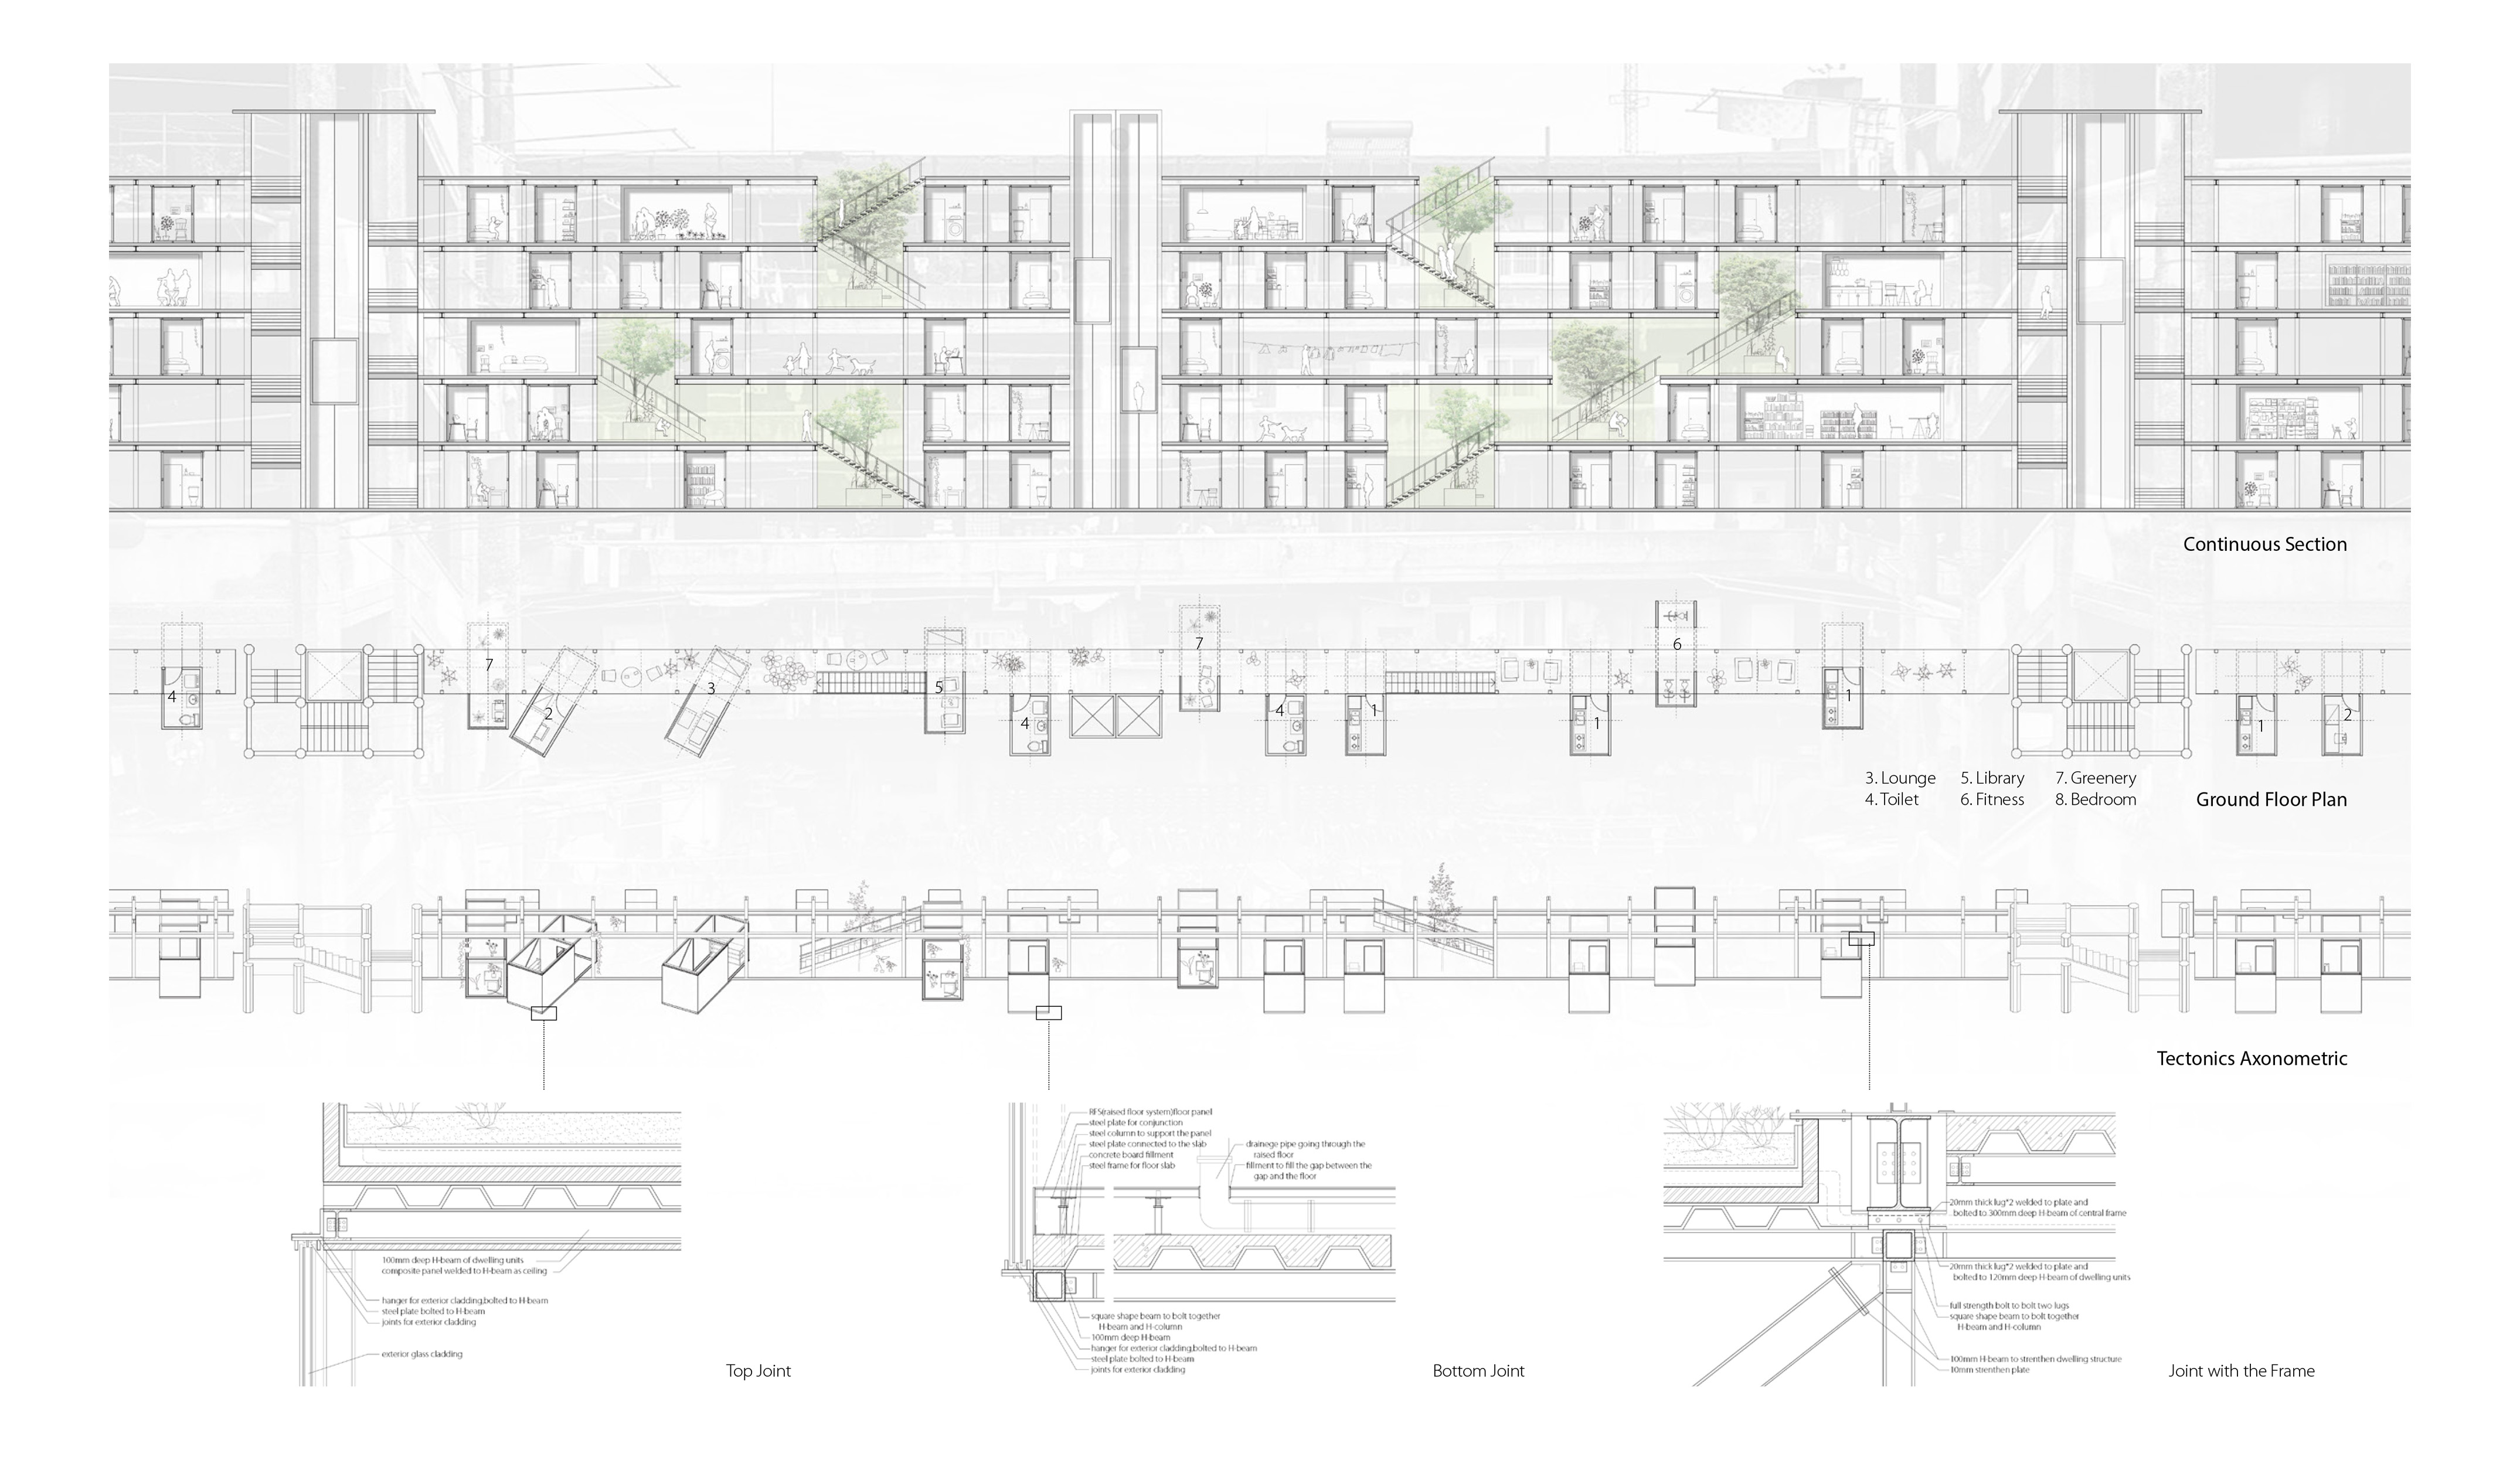 Continuous Section
4
7
2
3
5
4
7
4
1
1
6
1
1
2
3. Lounge 5. Library 7. Greenery
4. Toilet 6. Fitness 8. Bedroom
Ground Floor Plan
Tectonics Axonometric
100mm deep H-beam of dwelling units
composite panel welded to H-beam as ceiling
hanger for exterior cladding,bolted to H-beam
steel plate bolted to H-beam
joints for exterior cladding
exterior glass cladding
Top Joint
RFS(raised floor system)floor panel
steel plate for conjunction
steel column to support the panel
steel plate connected to the slab
concrete board fillment
steel frame for floor slab
drainege pipe going through the
raised floor
fillment to fill the gap between the
gap and the floor
square shape beam to bolt together
H-beam and H-column
100mm deep H-beam
hanger for exterior cladding,bolted to H-beam
steel plate bolted to H-beam
joints for exterior cladding
Bottom Joint
20mm thick lug*2 welded to plate and
bolted to 300mm deep H-beam of central frame
20mm thick lug*2 welded to plate and
bolted to 120mm deep H-beam of dwelling units
full strength bolt to bolt two lugs
square shape beam to bolt together
H-beam and H-column
100mm H-beam to strenthen dwelling structure
10mm strenthen plate
Joint with the Frame